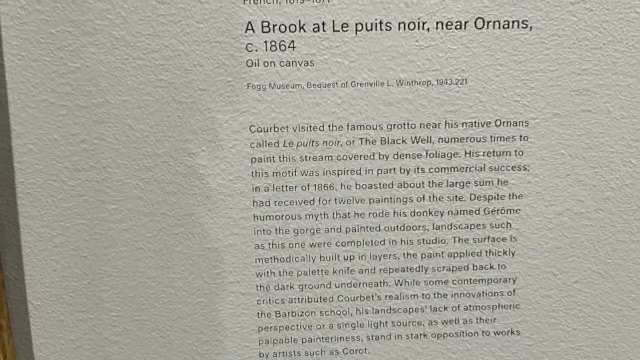 French, 1819–1877
A Brook at Le puits noir, near Ornans,
c. 1864
Oil on canvas
Fogg Museum, Bequest of Grenville L. Winthrop, 1943.221
Courbet visited the famous grotto near his native Ornans
called Le puits noir, or The Black Well, numerous times to
paint this stream covered by dense foliage. His return to
this motif was inspired in part by its commercial success;
in a letter of 1866, he boasted about the large sum he
had received for twelve paintings of the site. Despite the
humorous myth that he rode his donkey named Gérôme
into the gorge and painted outdoors, landscapes such
as this one were completed in his studio. The surface is
methodically built up in layers, the paint applied thickly
with the palette knife and repeatedly scraped back to
the dark ground underneath. While some contemporary
critics attributed Courbet's realism to the innovations of
the Barbizon school, his landscapes' lack of atmospheric
perspective or a single light source, as well as their
palpable painterliness, stand in stark opposition to works
by artists such as Corot.